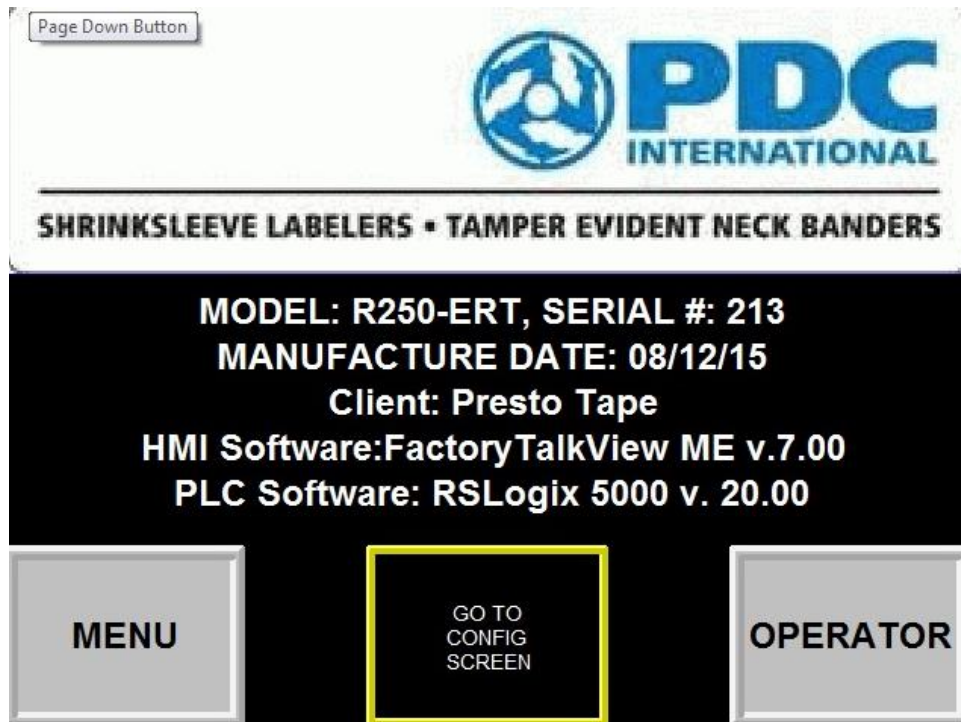 Page Down Button
PDC
INTERNATIONAL
SHRINKSLEEVE LABELERS • TAMPER EVIDENT NECK BANDERS
MODEL: R250-ERT, SERIAL #: 213
MANUFACTURE DATE: 08/12/15
Client: Presto Tape
HMI Software:FactoryTalkView ME v.7.00
PLC Software: RSLogix 5000 v. 20.00
MENU
GO TO
CONFIG
SCREEN
OPERATOR